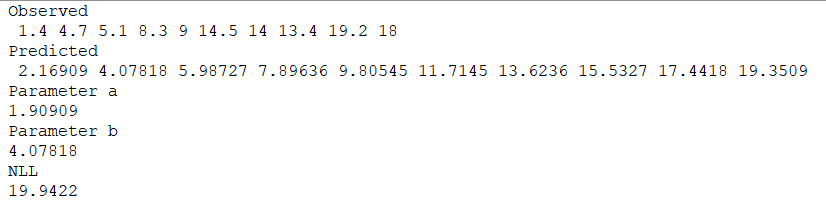 Observed
1.4 4.7 5.1 8.3 9 14.5 14 13.4 19.2 18
Predicted
2.16909 4.07818 5.98727 7.89636 9.80545 11.7145 13.6236 15.5327 17.4418 19.3509
Parameter a
1.90909
Parameter b
4.07818
NLL
19.9422